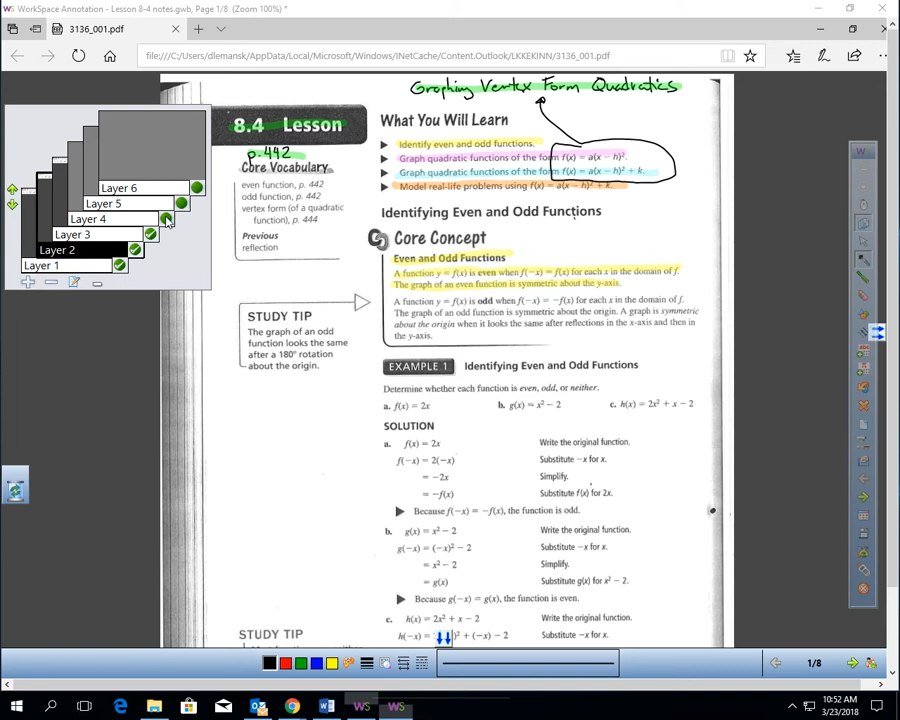 WorkSpace Annotation - Lesson 8-4 notes.gwb, Page 1/8 (Zoom 100%) *
3136_001.pdf
file:///C:/Users/dlemansk/AppData/Local/Microsoft/Windows/INetCache/Content.Outlook/LKKEKINN/3136_001.pdf
Graphing Vertex Form Quadratics
8.4 Lesson
p.442
Core Vocabulary
even function, p. 442
odd function, p. 442
vertex form (of a quadratic
function), p. 444
Previous
reflection
What You Will Learn
Identify even and odd functions.
Graph quadratic functions of the form f(x) = a(x − h)².
Graph quadratic functions of the form f(x) = a(x − h)² + k.
Model real-life problems using f(x) = a(x − h)² + k.
Identifying Even and Odd Functions
Core Concept
Even and Odd Functions
A function y = f(x) is even when f(−x) = f(x) for each x in the domain of f.
The graph of an even function is symmetric about the y-axis.
A function y = f(x) is odd when f(−x) = −f(x) for each x in the domain of f.
The graph of an odd function is symmetric about the origin. A graph is symmetric
about the origin when it looks the same after reflections in the x-axis and then in
the y-axis.
STUDY TIP
The graph of an odd
function looks the same
after a 180° rotation
about the origin.
EXAMPLE 1 Identifying Even and Odd Functions
Determine whether each function is even, odd, or neither.
a. f(x) = 2x b. g(x) = x² − 2 c. h(x) = 2x² + x − 2
SOLUTION
a. f(x) = 2x Write the original function.
f(−x) = 2(−x) Substitute −x for x.
= −2x Simplify.
= −f(x) Substitute f(x) for 2x.
Because f(−x) = −f(x), the function is odd.
b. g(x) = x² − 2 Write the original function.
g(−x) = (−x)² − 2 Substitute −x for x.
= x² − 2 Simplify.
= g(x) Substitute g(x) for x² − 2.
Because g(−x) = g(x), the function is even.
c. h(x) = 2x² + x − 2 Write the original function.
h(−x) = )² + (−x) − 2 Substitute −x for x.
STUDY TIP
Layer 6
Layer 5
Layer 4
Layer 3
Layer 2
Layer 1
1/8
10:52 AM
3/23/2018